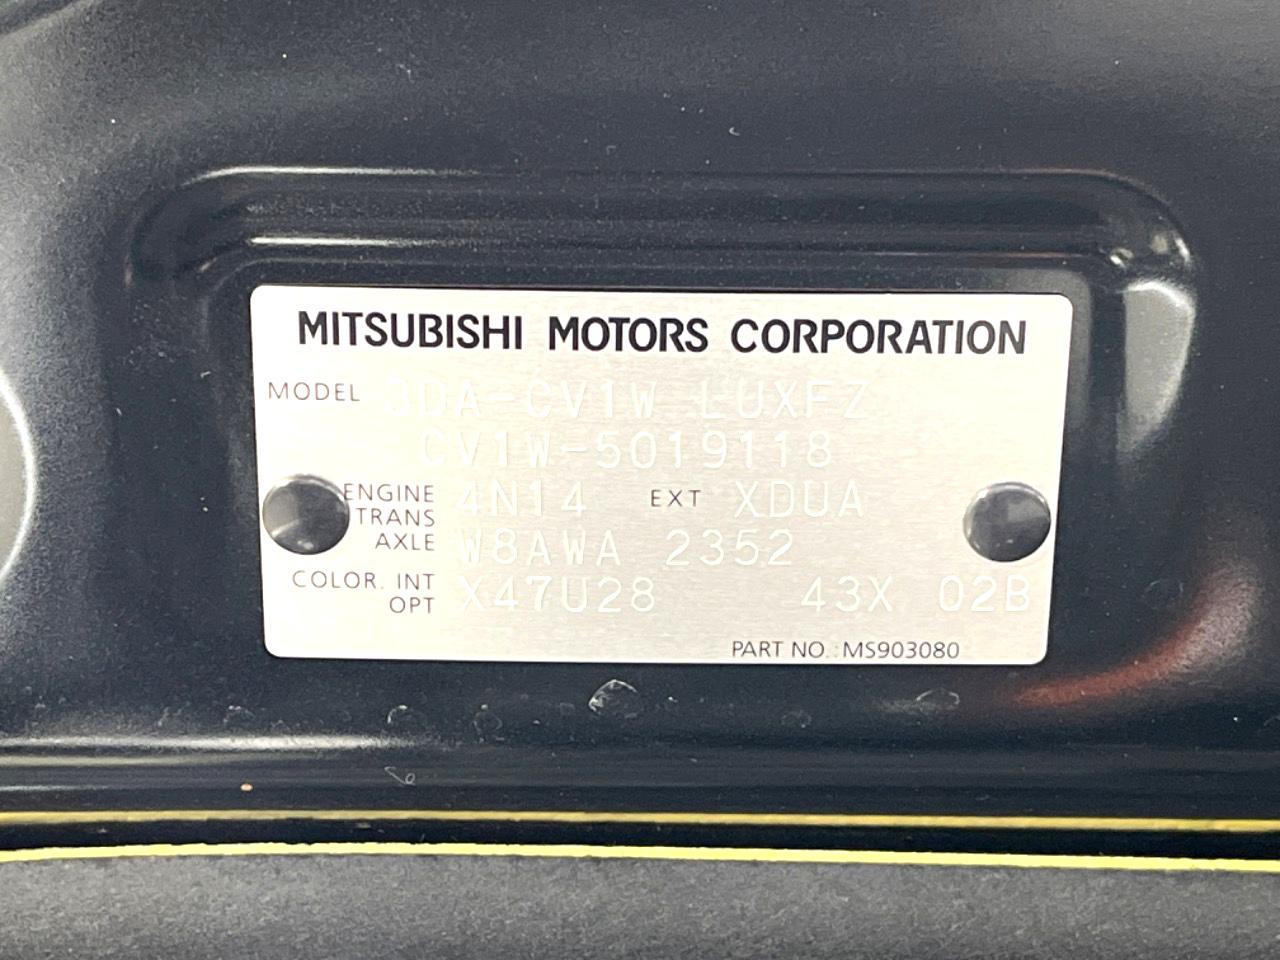 MITSUBISHI MOTORS CORPORATION
MODEL 3DA-CV1W LUXFZ
CV1W-5019118
ENGINE 4N14 EXT XDUA
TRANS
AXLE W8AWA 2352
COLOR. INT X47U28 43X 02B
OPT
PART NO. : MS903080